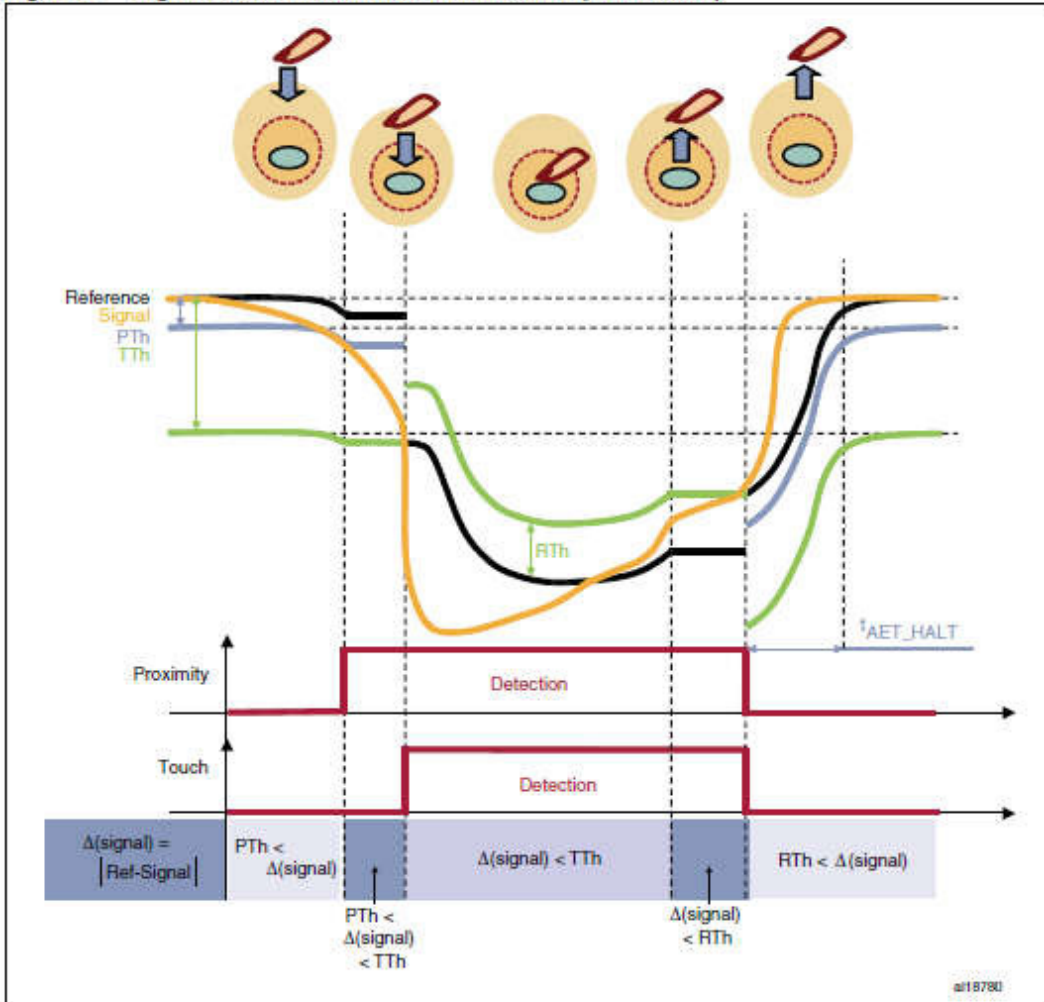 Reference
Signal
PTh
TTh
RTh
tAET_HALT
Proximity
Detection
Touch
Detection
Δ(signal) =
|Ref-Signal|
PTh <
Δ(signal)
Δ(signal) < TTh
RTh < Δ(signal)
PTh <
Δ(signal)
< TTh
Δ(signal)
< RTh
ai18780